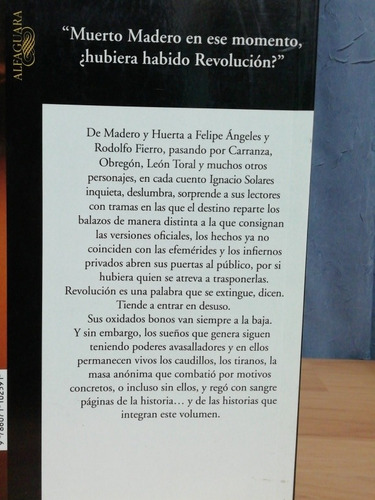 ALFAGUARA
“Muerto Madero en ese momento,
¿hubiera habido Revolución?”
De Madero y Huerta a Felipe Ángeles y
Rodolfo Fierro, pasando por Carranza,
Obregón, León Toral y muchos otros
personajes, en cada cuento Ignacio Solares
inquieta, deslumbra, sorprende a sus lectores
con tramas en las que el destino reparte los
balazos de manera distinta a la que consignan
las versiones oficiales, los hechos ya no
coinciden con las efemérides y los infiernos
privados abren sus puertas al público, por si
hubiera quien se atreva a trasponerlas.
Revolución es una palabra que se extingue, dicen.
Tiende a entrar en desuso.
Sus oxidados bonos van siempre a la baja.
Y sin embargo, los sueños que genera siguen
teniendo poderes avasalladores y en ellos
permanecen vivos los caudillos, los tiranos, la
masa anónima que combatió por motivos
concretos, o incluso sin ellos, y regó con sangre
páginas de la historia… y de las historias que
integran este volumen.